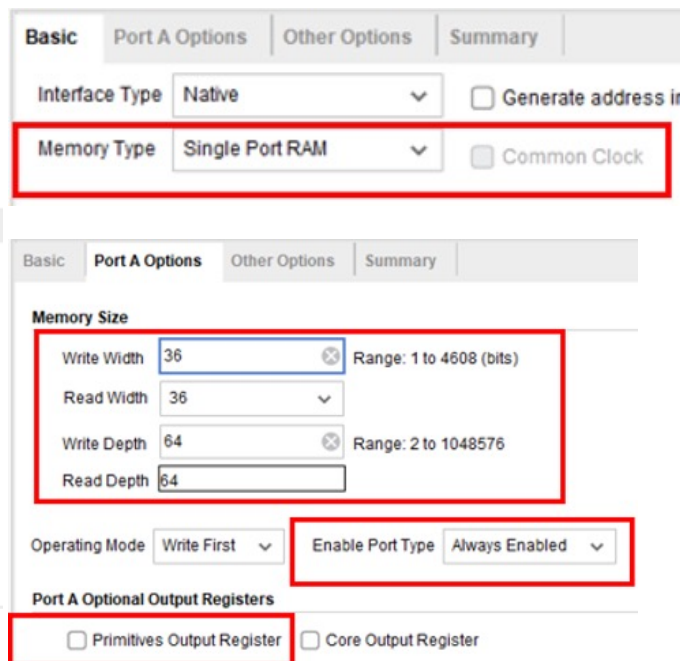 Basic Port A Options Other Options Summary
Interface Type Native Generate address
Memory Type Single Port RAM Common Clock
Basic Port A Options Other Options Summary
Memory Size
Write Width 36 Range: 1 to 4608 (bits)
Read Width 36
Write Depth 64 Range: 2 to 1048576
Read Depth 64
Operating Mode Write First Enable Port Type Always Enabled
Port A Optional Output Registers
Primitives Output Register Core Output Register